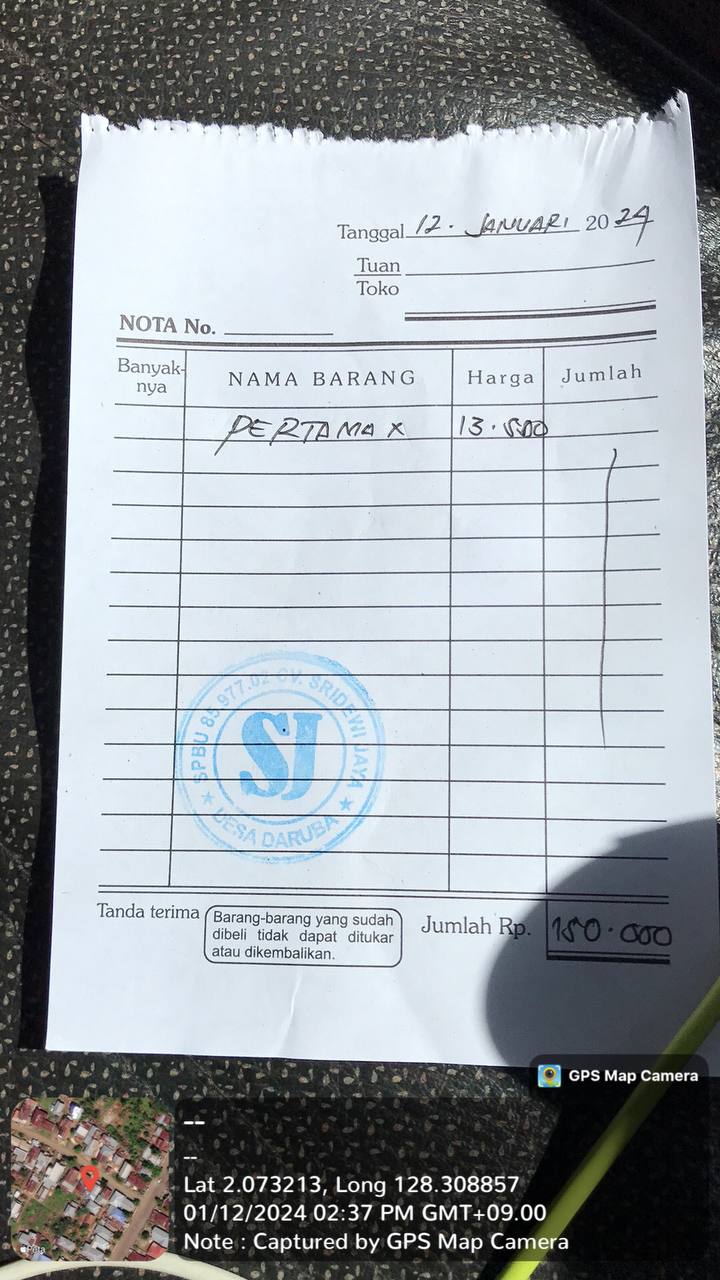 Tanggal 12. JANUARI 2024
Tuan
Toko
NOTA No.
Banyak-
nya
NAMA BARANG
Harga
Jumlah
PERTAMAX 13.500
SPBU 85.977.02 CV. SRIDEWI JAYA
SJ
★ DESA DARUBA ★
Tanda terima
Barang-barang yang sudah
dibeli tidak dapat ditukar
atau dikembalikan.
Jumlah Rp. 150.000
GPS Map Camera
--
--
Lat 2.073213, Long 128.308857
01/12/2024 02:37 PM GMT+09.00
Note : Captured by GPS Map Camera